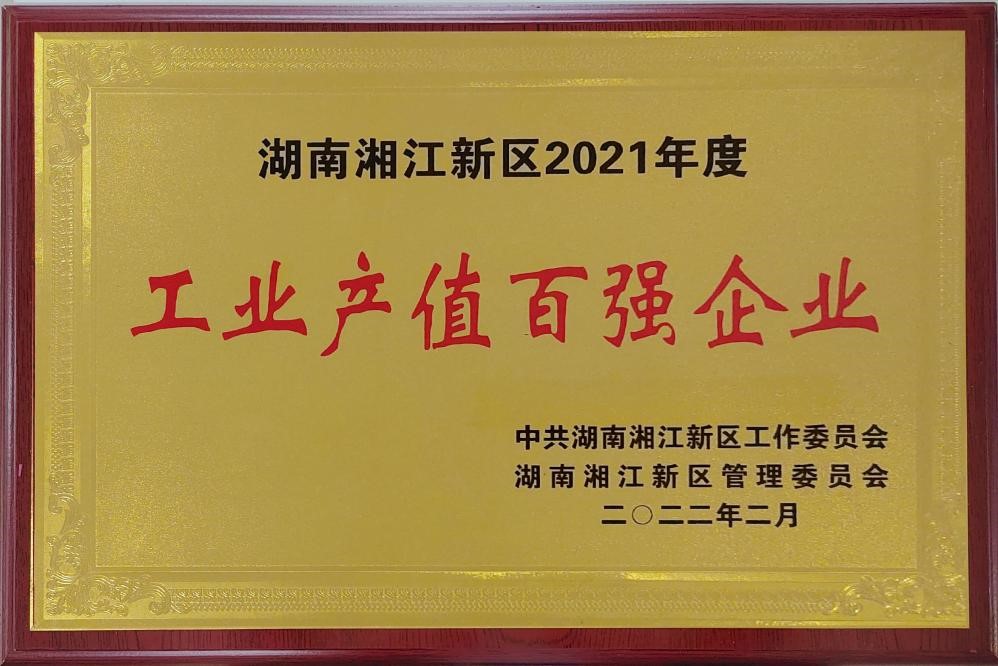 湖南湘江新区2021年度
工业产值百强企业
中共湖南湘江新区工作委员会
湖南湘江新区管理委员会
二〇二二年二月